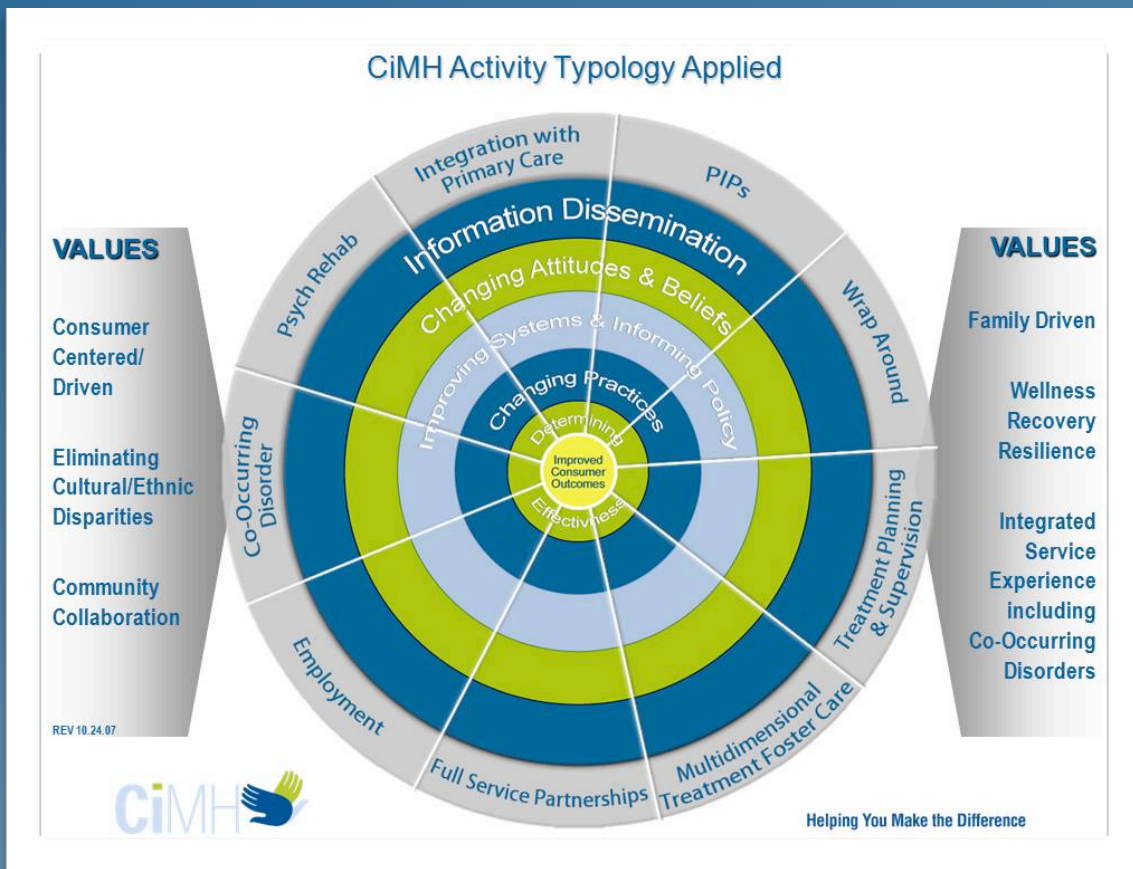 CiMH Activity Typology Applied
VALUES
Consumer
Centered/
Driven
Eliminating
Cultural/Ethnic
Disparities
Community
Collaboration
REV 10.24.07
Integration with
Primary Care
PIPs
Wrap Around
Treatment Planning
& Supervision
Multidimensional
Treatment Foster Care
Full Service Partnerships
Employment
Co-Occurring
Disorder
Psych Rehab
Information Dissemination
Changing Attitudes & Beliefs
Improving Systems & Informing Policy
Changing Practices
Determining
Improved
Consumer
Outcomes
Effectivness
VALUES
Family Driven
Wellness
Recovery
Resilience
Integrated
Service
Experience
including
Co-Occurring
Disorders
CiMH
Helping You Make the Difference